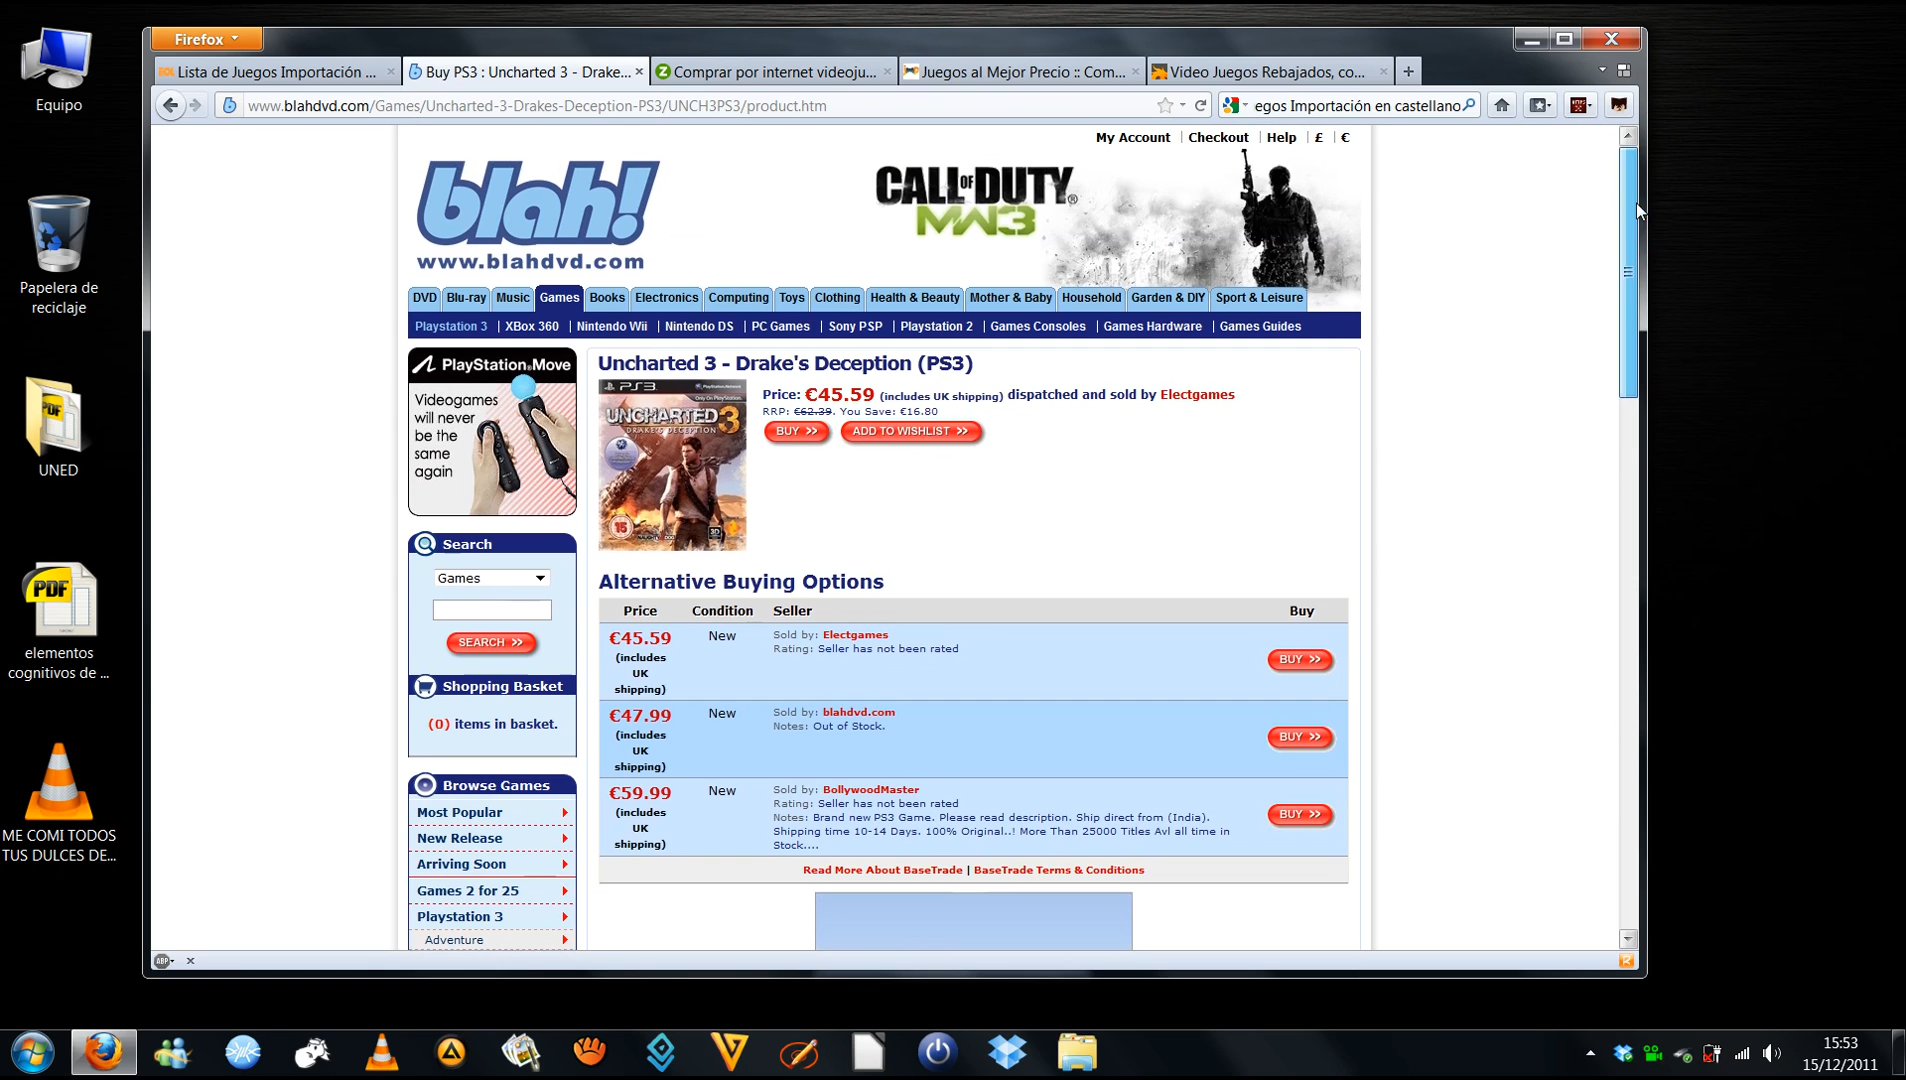 Equipo
Papelera de
reciclaje
UNED
PDF
elementos
cognitivos de ...
ME COMI TODOS
TUS DULCES DE...
Firefox
Lista de Juegos Importación ...
Buy PS3 : Uncharted 3 - Drake...
Comprar por internet videoju...
Juegos al Mejor Precio :: Com...
Video Juegos Rebajados, co...
www.blahdvd.com/Games/Uncharted-3-Drakes-Deception-PS3/UNCH3PS3/product.htm
egos Importación en castellano
My Account | Checkout | Help | £ | €
blah!
www.blahdvd.com
CALL OF DUTY
MW3
DVD Blu-ray Music Games Books Electronics Computing Toys Clothing Health & Beauty Mother & Baby Household Garden & DIY Sport & Leisure
Playstation 3 | XBox 360 | Nintendo Wii | Nintendo DS | PC Games | Sony PSP | Playstation 2 | Games Consoles | Games Hardware | Games Guides
PlayStation Move
Videogames
will never
be the
same
again
Search
Games
SEARCH >>
Shopping Basket
(0) items in basket.
Browse Games
Most Popular
New Release
Arriving Soon
Games 2 for 25
Playstation 3
Adventure
Uncharted 3 - Drake's Deception (PS3)
PS3
UNCHARTED 3
DRAKE'S DECEPTION
15
3D
Price: €45.59 (includes UK shipping) dispatched and sold by Electgames
RRP: €62.39. You Save: €16.80
BUY >> ADD TO WISHLIST >>
Alternative Buying Options
Price Condition Seller Buy
€45.59
(includes
UK
shipping)
New
Sold by: Electgames
Rating: Seller has not been rated
BUY >>
€47.99
(includes
UK
shipping)
New
Sold by: blahdvd.com
Notes: Out of Stock.
BUY >>
€59.99
(includes
UK
shipping)
New
Sold by: BollywoodMaster
Rating: Seller has not been rated
Notes: Brand new PS3 Game. Please read description. Ship direct from (India).
Shipping time 10-14 Days. 100% Original..! More Than 25000 Titles Avl all time in
Stock....
BUY >>
Read More About BaseTrade | BaseTrade Terms & Conditions
ABP
15:53
15/12/2011